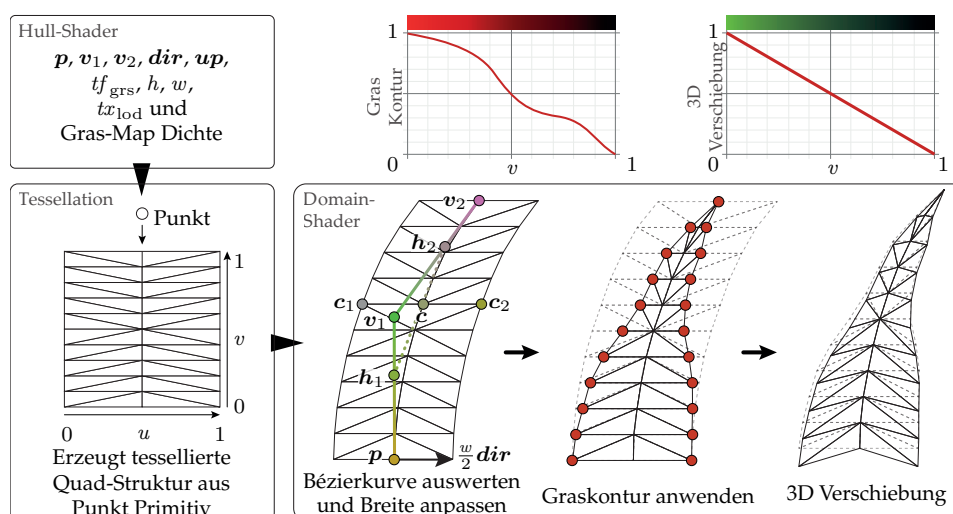 Hull-Shader
p, v₁, v₂, dir, up,
tf_grs, h, w,
tx_lod und
Gras-Map Dichte
1
Gras
Kontur
0
v
1
1
3D
Verschiebung
0
v
1
Tessellation
Punkt
1
v
0
0
u
1
Erzeugt tessellierte
Quad-Struktur aus
Punkt Primitiv
Domain-
Shader
v₂
h₂
c₁
c
c₂
v₁
h₁
p
w/2 dir
Bézierkurve auswerten
und Breite anpassen
Graskontur anwenden
3D Verschiebung